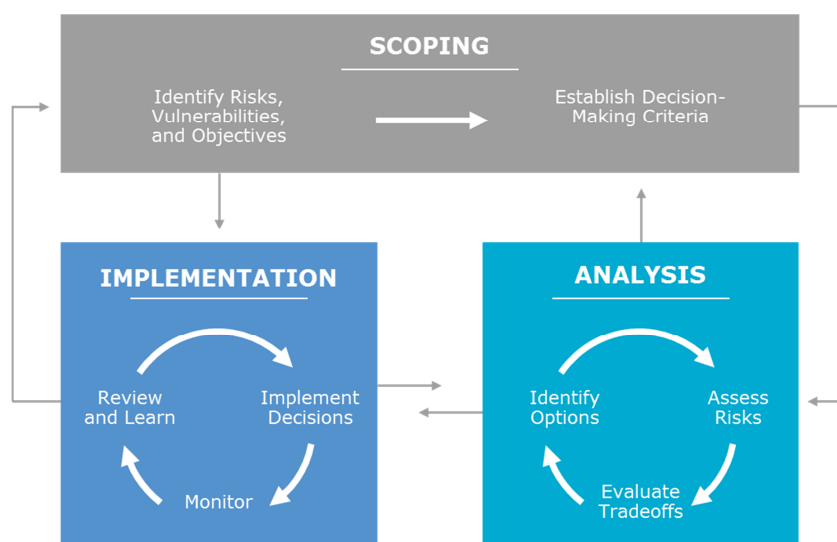 SCOPING
Identify Risks,
Vulnerabilities,
and Objectives
Establish Decision-
Making Criteria
IMPLEMENTATION
Review
and Learn
Implement
Decisions
Monitor
ANALYSIS
Identify
Options
Assess
Risks
Evaluate
Tradeoffs